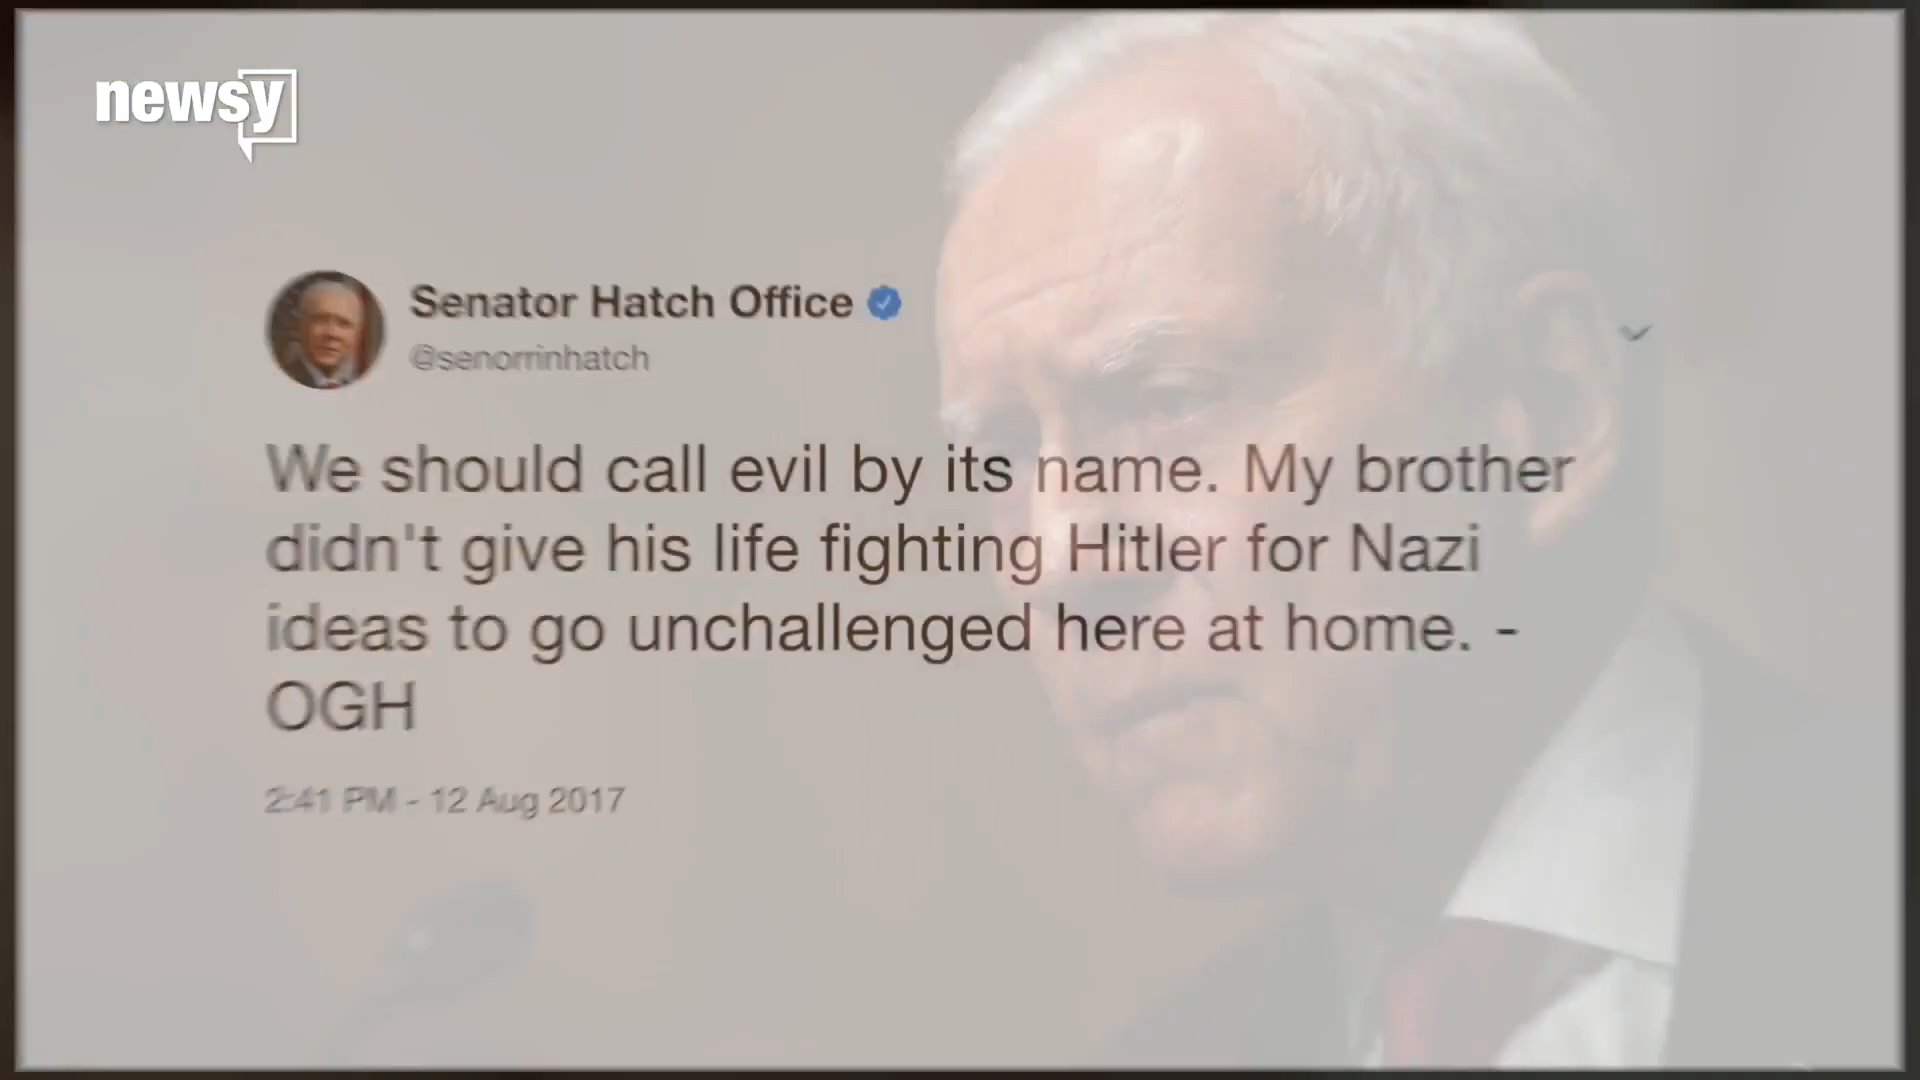 newsy
Senator Hatch Office
@senorrinhatch
We should call evil by its name. My brother
didn't give his life fighting Hitler for Nazi
ideas to go unchallenged here at home. -
OGH
2:41 PM - 12 Aug 2017